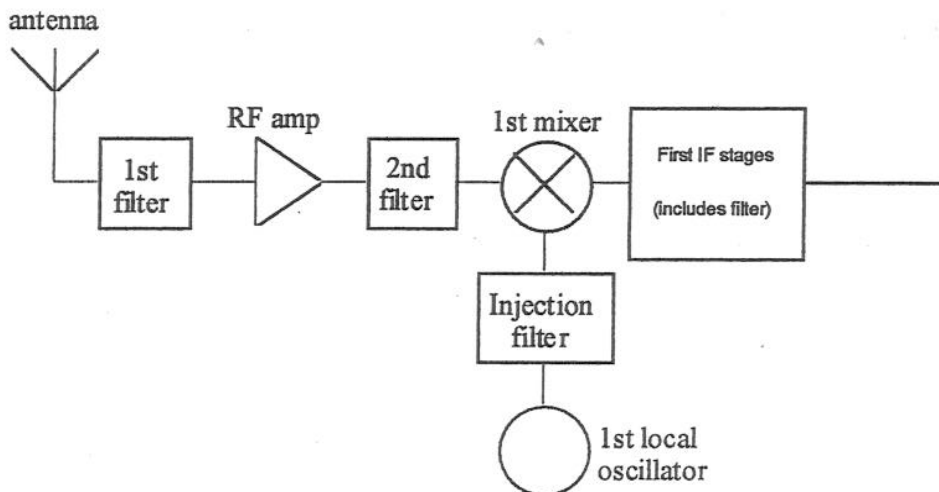 antenna
RF amp
1st mixer
1st
filter
2nd
filter
First IF stages
(includes filter)
Injection
filter
1st local
oscillator